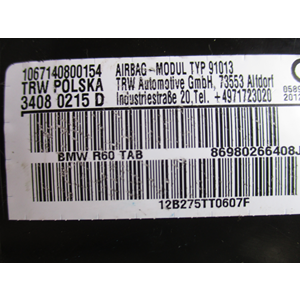 1067140800154 AIRBAG-MODUL TYP 91013
TRW POLSKA TRW Automotive GmbH, 73553 Altdorf
3408 0215 D Industriestraße 20, Tel. +4971723020
BMW R60 TAB 86980266408J
12B275TT0607F